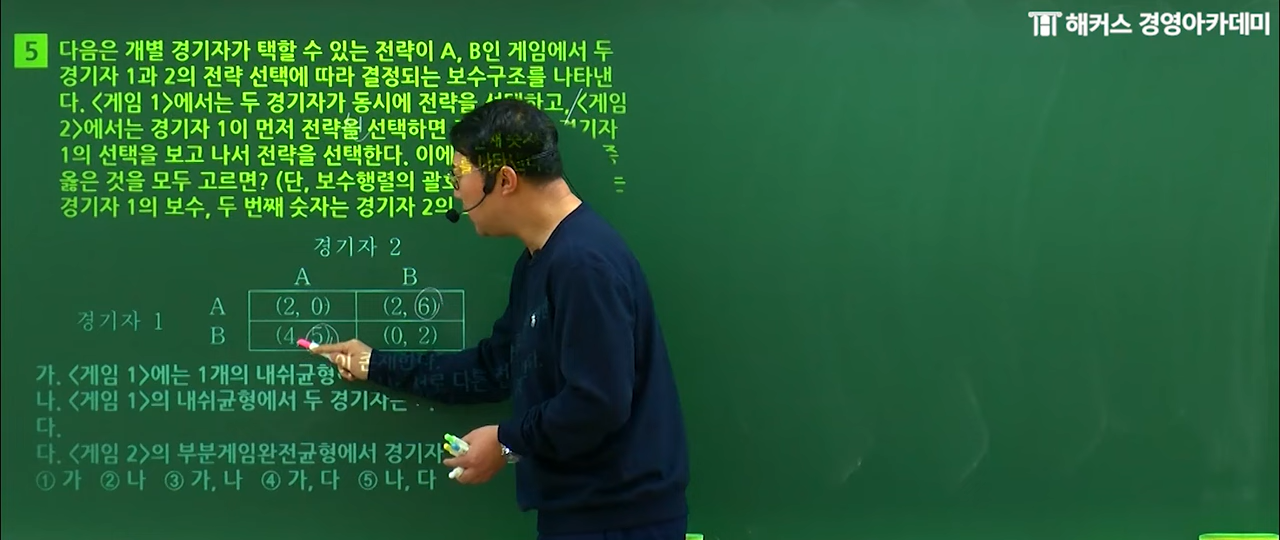 해커스 경영아카데미
5 다음은 개별 경기자가 택할 수 있는 전략이 A, B인 게임에서 두
경기자 1과 2의 전략 선택에 따라 결정되는 보수구조를 나타낸
다. <게임 1>에서는 두 경기자가 동시에 전략을 선택하고, <게임
2>에서는 경기자 1이 먼저 전략을 선택하면
1의 선택을 보고 나서 전략을 선택한다.
옳은 것을 모두 고르면? (단, 보수행렬의
경기자 1의 보수, 두 번째 숫자는 경기자 2의
경기자 2
A B
경기자 1 A (2, 0) (2, 6)
B (4, 5) (0, 2)
가. <게임 1>에는 1개의 내쉬균형
나. <게임 1>의 내쉬균형에서 두 경기자는 서로 다른
다.
다. <게임 2>의 부분게임완전균형에서
① 가 ② 나 ③ 가, 나 ④ 가, 다 ⑤ 나, 다